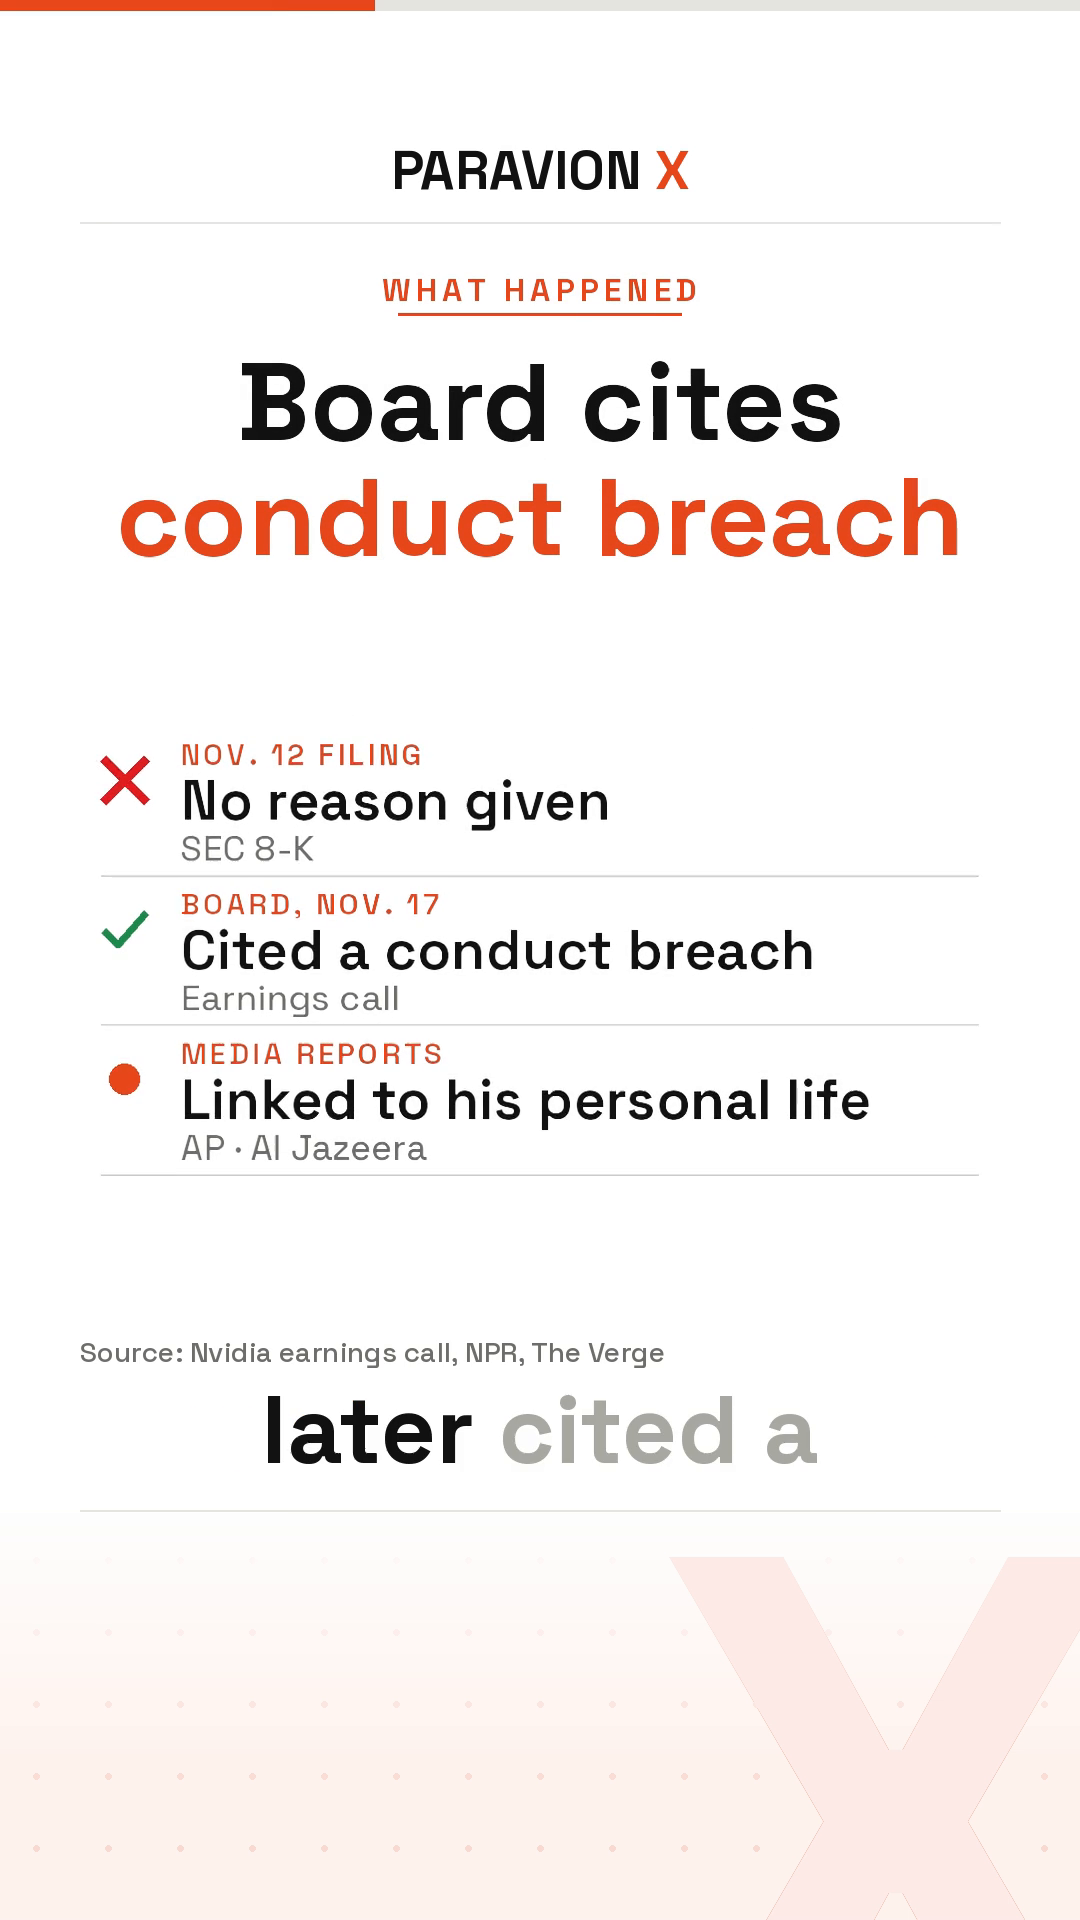 PARAVION X
WHAT HAPPENED
Board cites
conduct breach
NOV. 12 FILING
No reason given
SEC 8-K
BOARD, NOV. 17
Cited a conduct breach
Earnings call
MEDIA REPORTS
Linked to his personal life
AP · Al Jazeera
Source: Nvidia earnings call, NPR, The Verge
later cited a
X